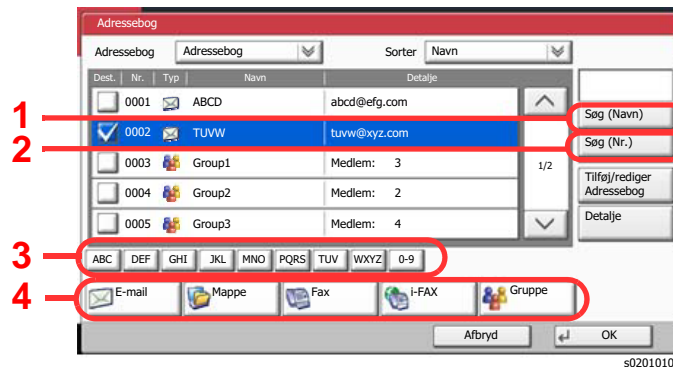 Adressebog
Adressebog Adressebog Sorter Navn
Dest. Nr. Typ Navn Detalje
0001 ABCD abcd@efg.com
1 Søg (Navn)
0002 TUVW tuvw@xyz.com
2 Søg (Nr.)
0003 Group1 Medlem: 3 1/2
Tilføj/rediger
Adressebog
0004 Group2 Medlem: 2
0005 Group3 Medlem: 4 Detalje
3 ABC DEF GHI JKL MNO PQRS TUV WXYZ 0-9
4 E-mail Mappe Fax i-FAX Gruppe
Afbryd OK
s0201010